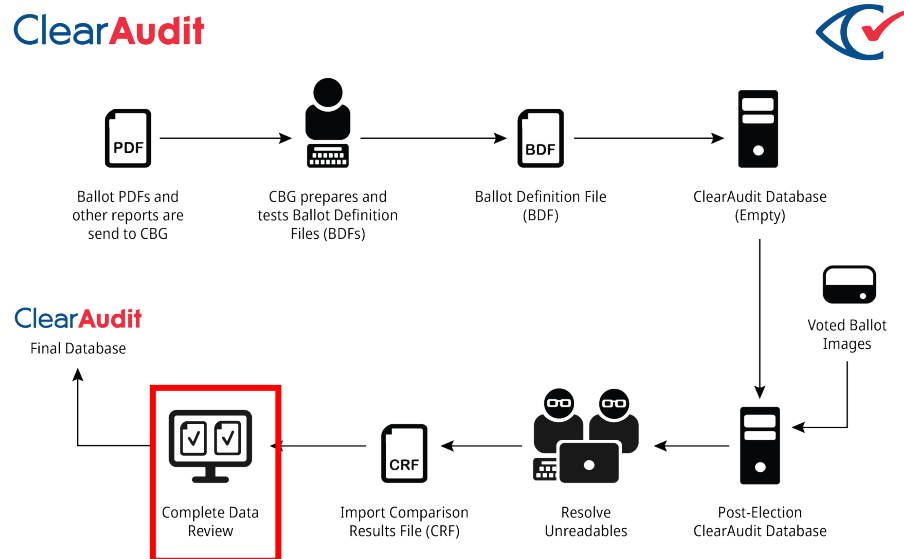 ClearAudit
PDF
BDF
Ballot PDFs and
other reports are
send to CBG
CBG prepares and
tests Ballot Definition
Files (BDFs)
Ballot Definition File
(BDF)
ClearAudit Database
(Empty)
Voted Ballot
Images
ClearAudit
Final Database
CRF
Complete Data
Review
Import Comparison
Results File (CRF)
Resolve
Unreadables
Post-Election
ClearAudit Database